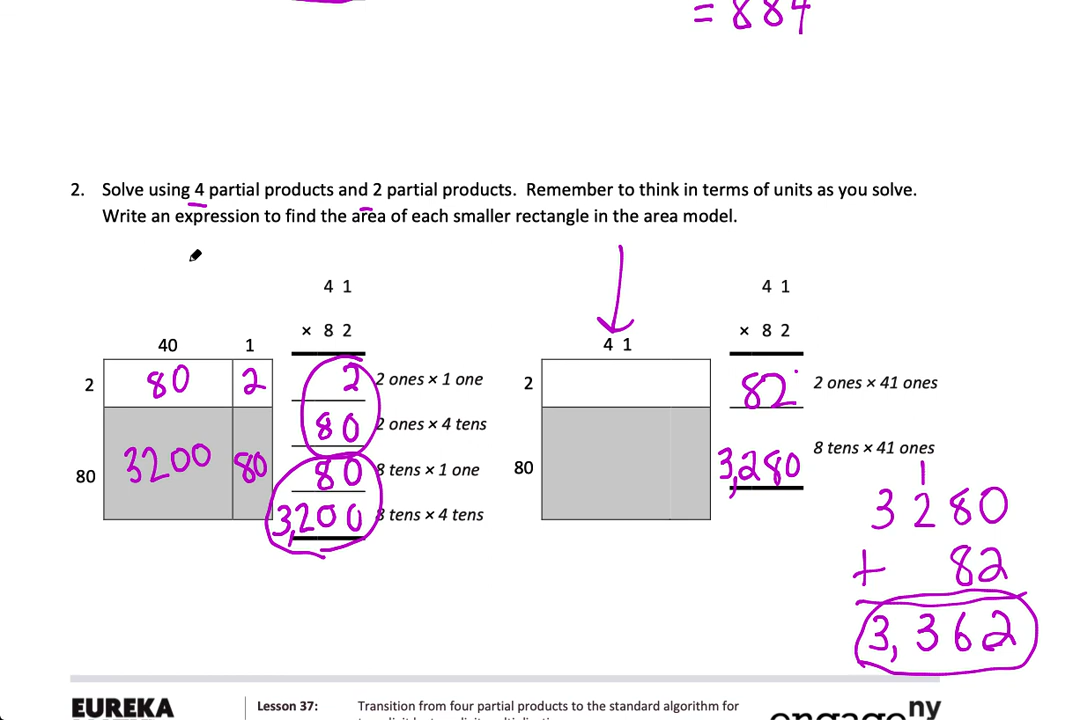 = 884
2. Solve using 4 partial products and 2 partial products. Remember to think in terms of units as you solve.
Write an expression to find the area of each smaller rectangle in the area model.
4 1
× 8 2
40 1
2 80 2
80 3200 80
2 2 ones × 1 one
80 2 ones × 4 tens
80 8 tens × 1 one
3,200 8 tens × 4 tens
4 1
× 8 2
4 1
2
80
82 2 ones × 41 ones
3,280 8 tens × 41 ones
1
3280
+ 82
3,362
EUREKA
Lesson 37: Transition from four partial products to the standard algorithm for
engageny